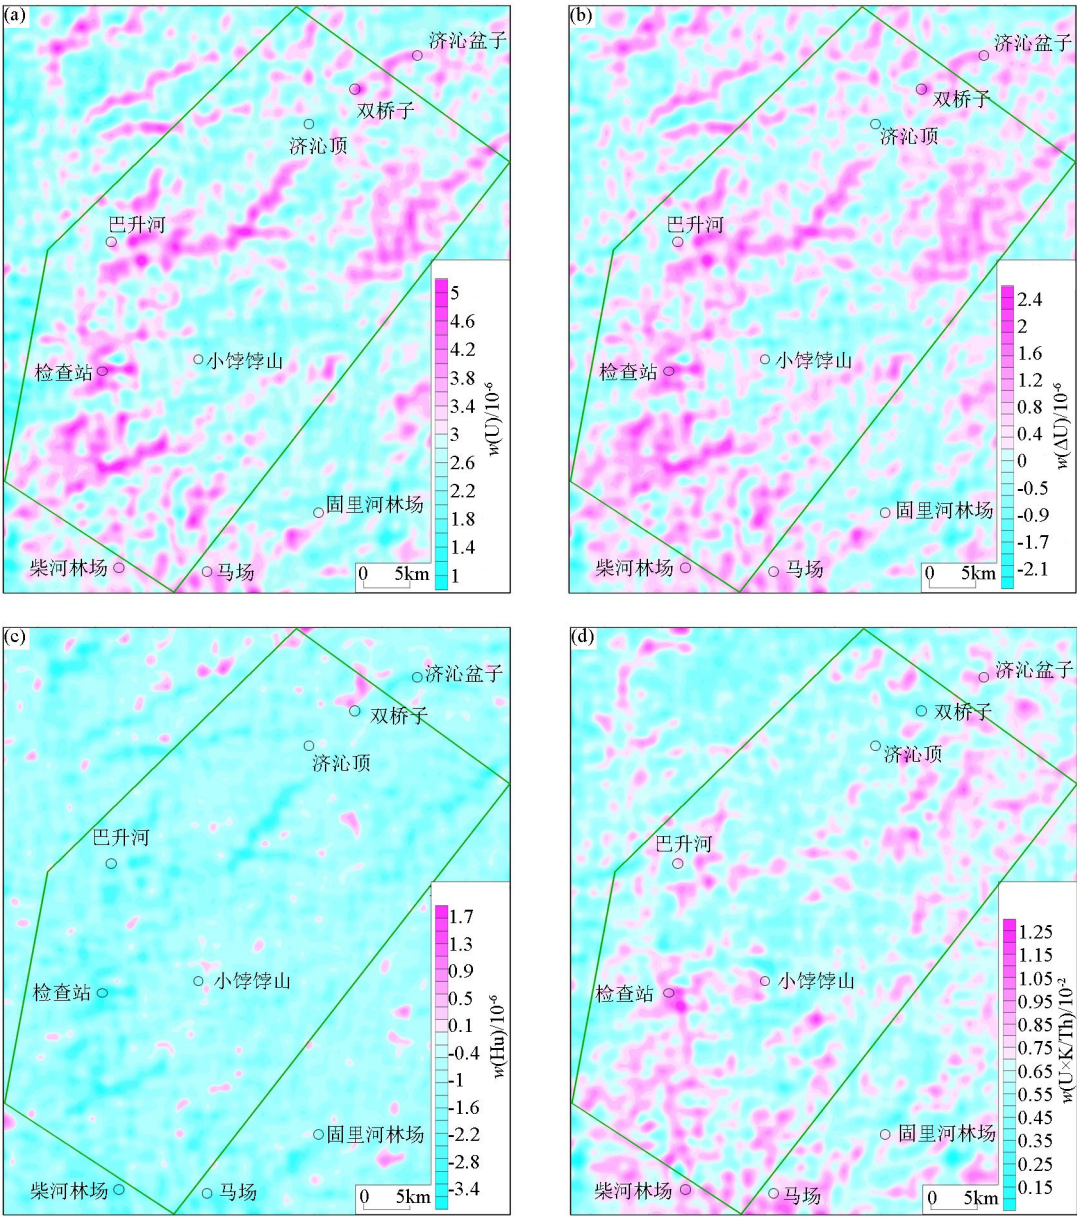 (a)
济沁盆子
双桥子
济沁顶
巴升河
小饽饽山
检查站
固里河林场
柴河林场
马场
0 5km
5
4.6
4.2
3.8
3.4
3
2.6
2.2
1.8
1.4
1
w(U)/10⁻⁶
(b)
济沁盆子
双桥子
济沁顶
巴升河
小饽饽山
检查站
固里河林场
柴河林场
马场
0 5km
2.4
2
1.6
1.2
0.8
0.4
0
-0.5
-0.9
-1.7
-2.1
w(ΔU)/10⁻⁶
(c)
济沁盆子
双桥子
济沁顶
巴升河
小饽饽山
检查站
固里河林场
柴河林场
马场
0 5km
1.7
1.3
0.9
0.5
0.1
-0.4
-1
-1.6
-2.2
-2.8
-3.4
w(Hu)/10⁻⁶
(d)
济沁盆子
双桥子
济沁顶
巴升河
小饽饽山
检查站
固里河林场
柴河林场
马场
0 5km
1.25
1.15
1.05
0.95
0.85
0.75
0.65
0.55
0.45
0.35
0.25
0.15
w(U×K/Th)/10⁻²